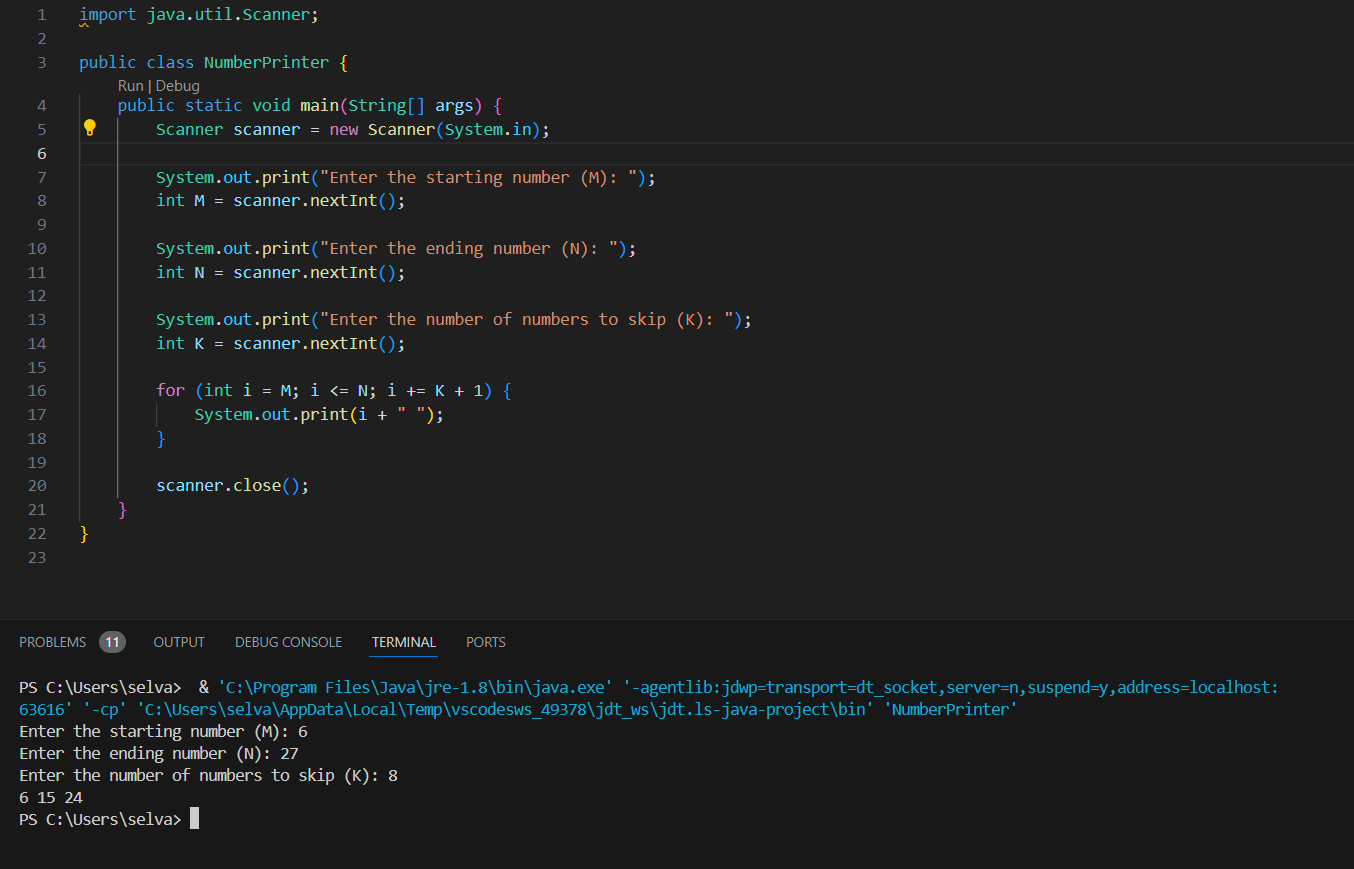 1 import java.util.Scanner;
2
3 public class NumberPrinter {
Run | Debug
4 public static void main(String[] args) {
5 Scanner scanner = new Scanner(System.in);
6
7 System.out.print("Enter the starting number (M): ");
8 int M = scanner.nextInt();
9
10 System.out.print("Enter the ending number (N): ");
11 int N = scanner.nextInt();
12
13 System.out.print("Enter the number of numbers to skip (K): ");
14 int K = scanner.nextInt();
15
16 for (int i = M; i <= N; i += K + 1) {
17 System.out.print(i + " ");
18 }
19
20 scanner.close();
21 }
22 }
23
PROBLEMS 11 OUTPUT DEBUG CONSOLE TERMINAL PORTS
PS C:\Users\selva>  & 'C:\Program Files\Java\jre-1.8\bin\java.exe' '-agentlib:jdwp=transport=dt_socket,server=n,suspend=y,address=localhost:
63616' '-cp' 'C:\Users\selva\AppData\Local\Temp\vscodesws_49378\jdt_ws\jdt.ls-java-project\bin' 'NumberPrinter'
Enter the starting number (M): 6
Enter the ending number (N): 27
Enter the number of numbers to skip (K): 8
6 15 24
PS C:\Users\selva>